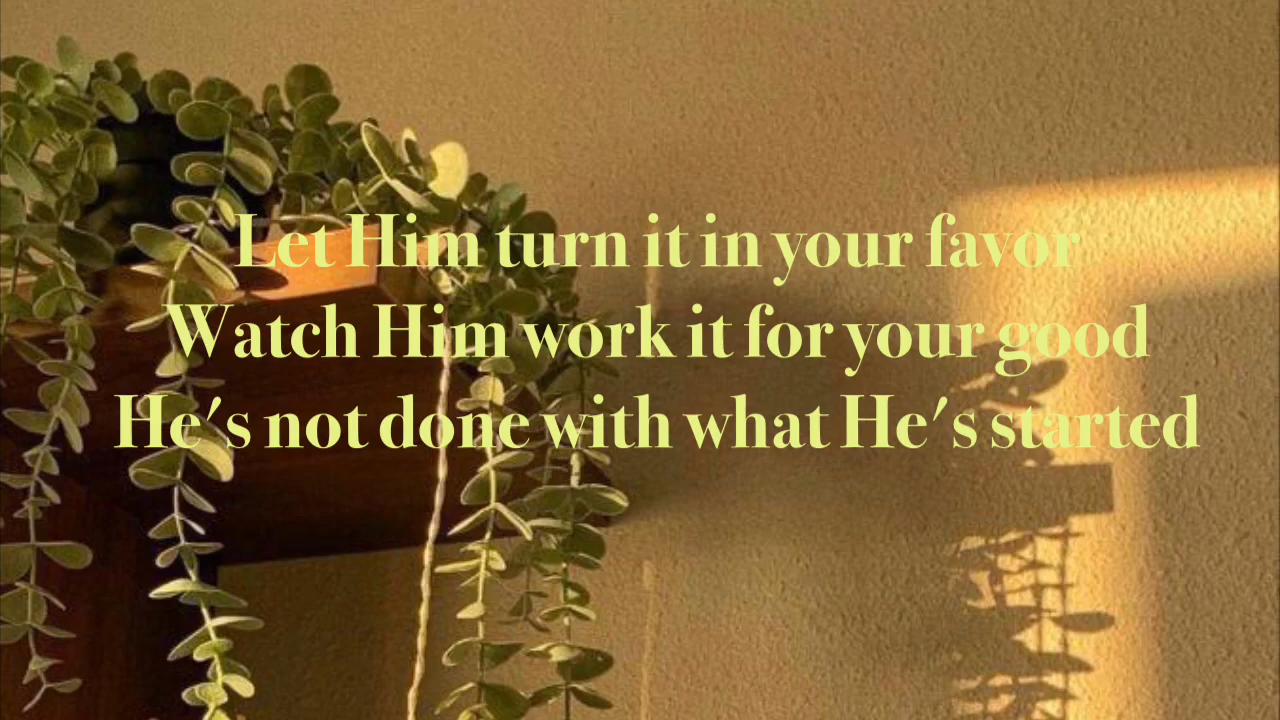 Let Him turn it in your favor
Watch Him work it for your good
He's not done with what He's started